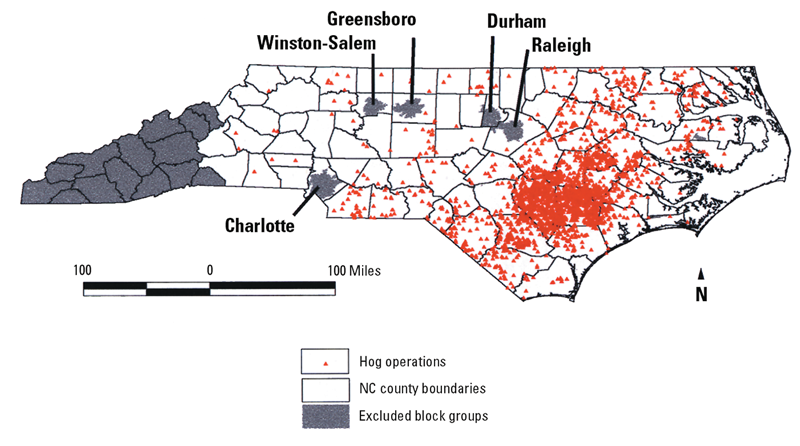 Greensboro
Winston-Salem
Durham
Raleigh
Charlotte
100 0 100 Miles
N
Hog operations
NC county boundaries
Excluded block groups